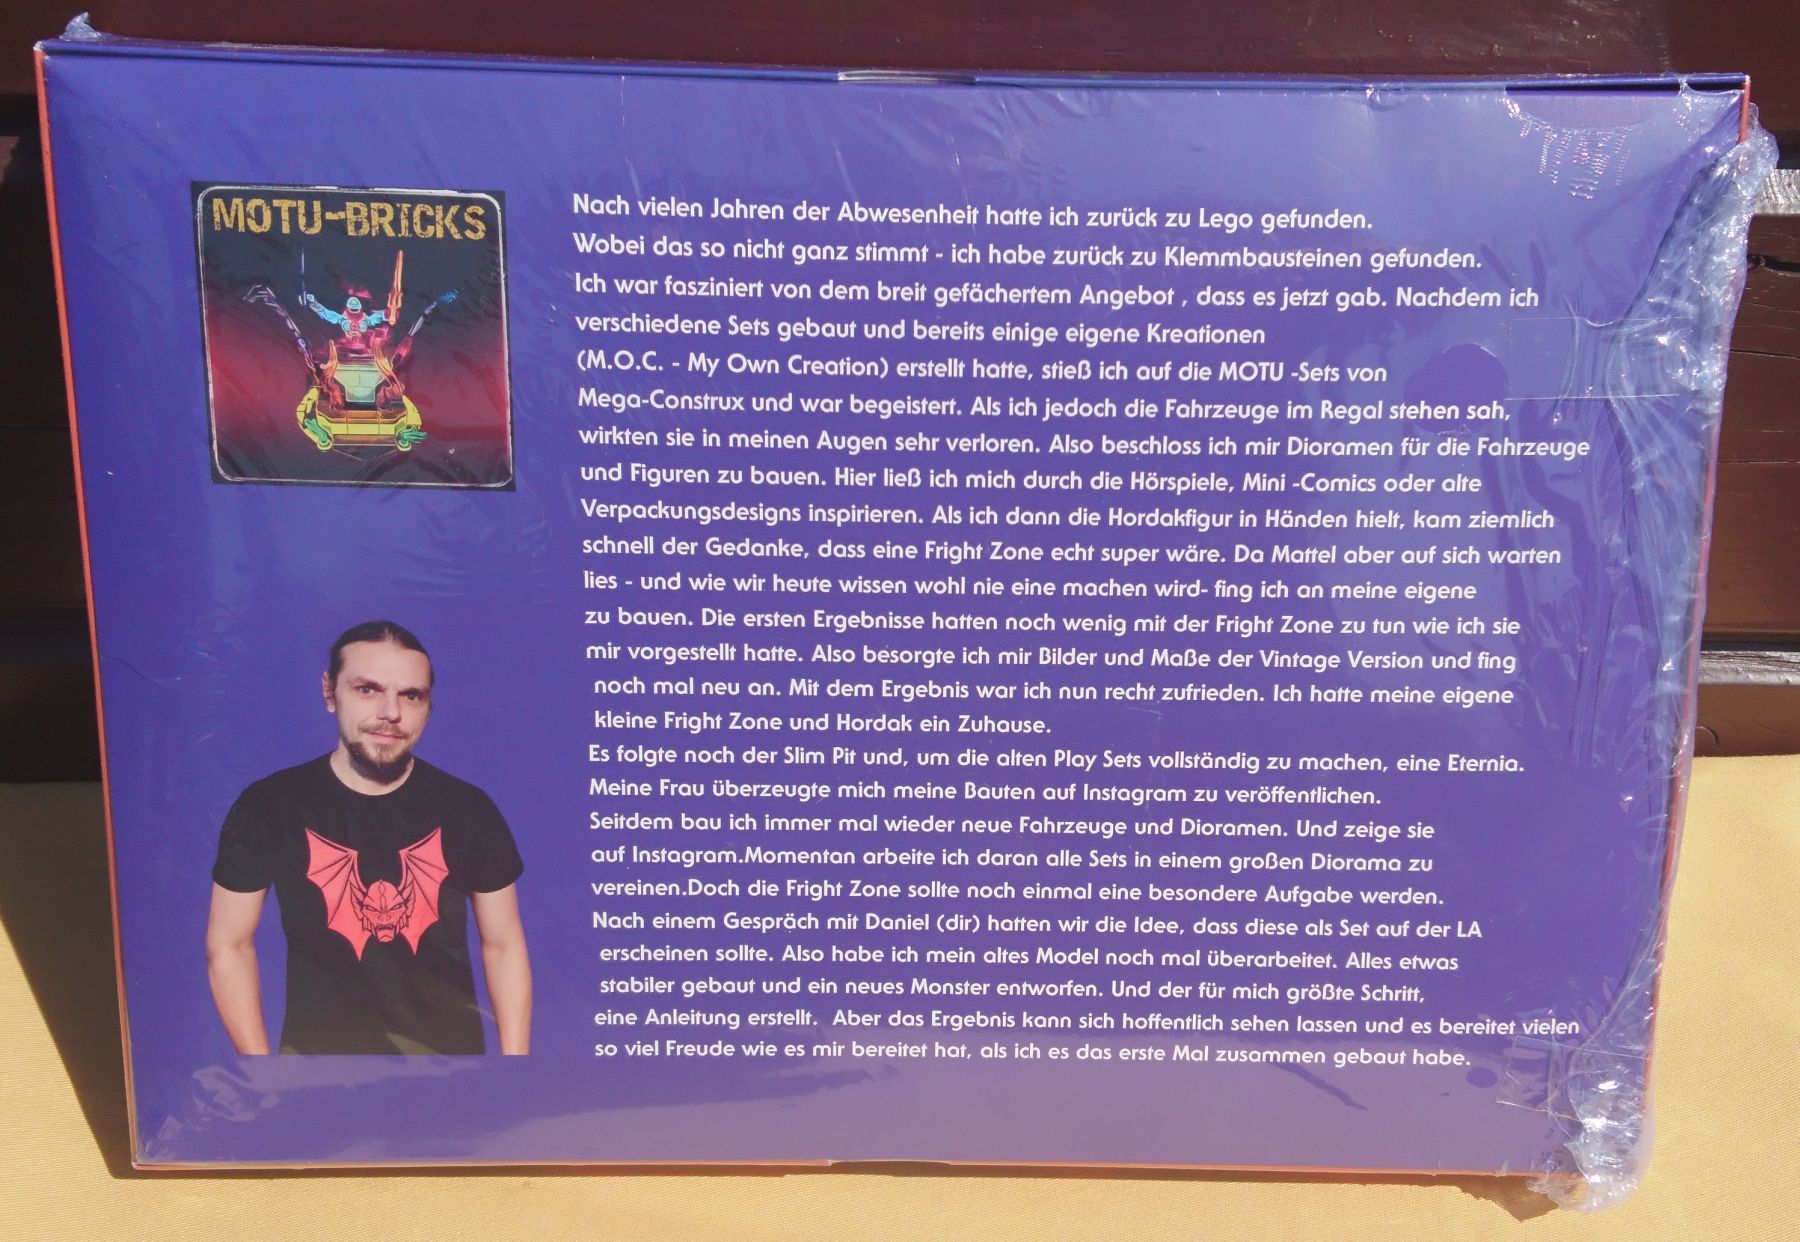 MOTU-BRICKS
Nach vielen Jahren der Abwesenheit hatte ich zurück zu Lego gefunden.
Wobei das so nicht ganz stimmt - ich habe zurück zu Klemmbausteinen gefunden.
Ich war fasziniert von dem breit gefächertem Angebot , dass es jetzt gab. Nachdem ich
verschiedene Sets gebaut und bereits einige eigene Kreationen
(M.O.C. - My Own Creation) erstellt hatte, stieß ich auf die MOTU -Sets von
Mega-Construx und war begeistert. Als ich jedoch die Fahrzeuge im Regal stehen sah,
wirkten sie in meinen Augen sehr verloren. Also beschloss ich mir Dioramen für die Fahrzeuge
und Figuren zu bauen. Hier ließ ich mich durch die Hörspiele, Mini -Comics oder alte
Verpackungsdesigns inspirieren. Als ich dann die Hordakfigur in Händen hielt, kam ziemlich
schnell der Gedanke, dass eine Fright Zone echt super wäre. Da Mattel aber auf sich warten
lies - und wie wir heute wissen wohl nie eine machen wird- fing ich an meine eigene
zu bauen. Die ersten Ergebnisse hatten noch wenig mit der Fright Zone zu tun wie ich sie
mir vorgestellt hatte. Also besorgte ich mir Bilder und Maße der Vintage Version und fing
noch mal neu an. Mit dem Ergebnis war ich nun recht zufrieden. Ich hatte meine eigene
kleine Fright Zone und Hordak ein Zuhause.
Es folgte noch der Slim Pit und, um die alten Play Sets vollständig zu machen, eine Eternia.
Meine Frau überzeugte mich meine Bauten auf Instagram zu veröffentlichen.
Seitdem bau ich immer mal wieder neue Fahrzeuge und Dioramen. Und zeige sie
auf Instagram.Momentan arbeite ich daran alle Sets in einem großen Diorama zu
vereinen.Doch die Fright Zone sollte noch einmal eine besondere Aufgabe werden.
Nach einem Gespräch mit Daniel (dir) hatten wir die Idee, dass diese als Set auf der LA
erscheinen sollte. Also habe ich mein altes Model noch mal überarbeitet. Alles etwas
stabiler gebaut und ein neues Monster entworfen. Und der für mich größte Schritt,
eine Anleitung erstellt. Aber das Ergebnis kann sich hoffentlich sehen lassen und es bereitet vielen
so viel Freude wie es mir bereitet hat, als ich es das erste Mal zusammen gebaut habe.